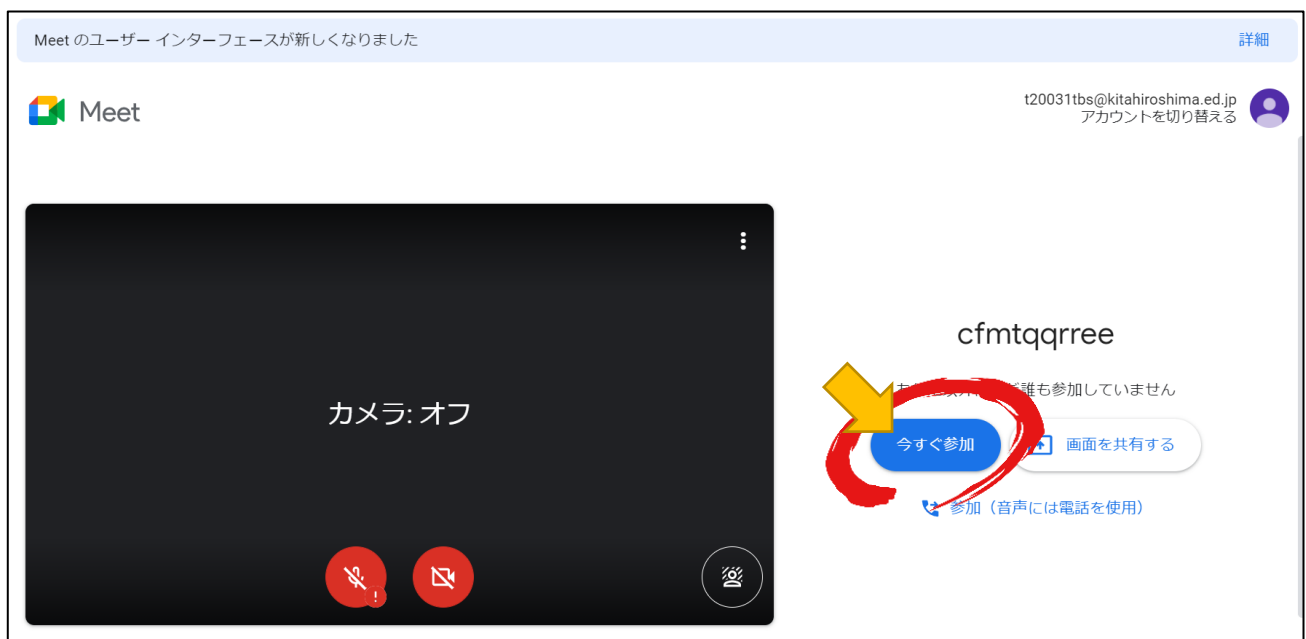 Meet のユーザー インターフェースが新しくなりました
詳細
Meet
t20031tbs@kitahiroshima.ed.jp
アカウントを切り替える
カメラ: オフ
cfmtqqrree
誰も参加していません
今すぐ参加
画面を共有する
参加（音声には電話を使用）